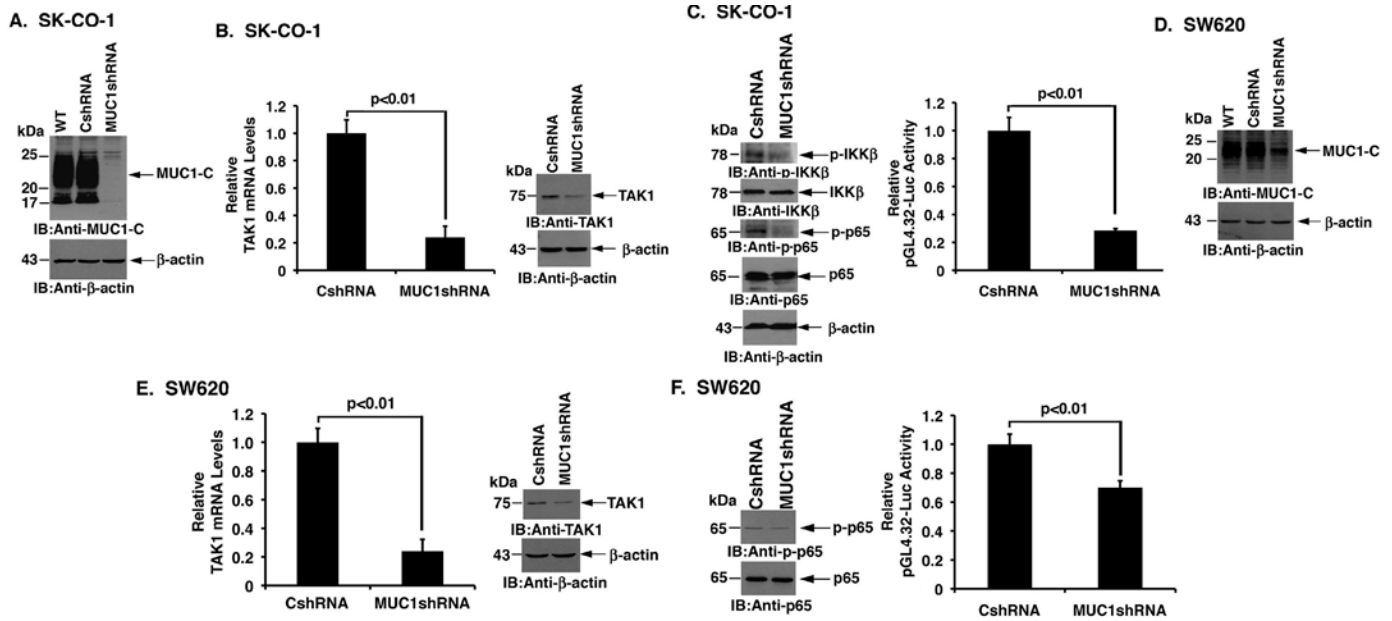 A. SK-CO-1
kDa
WT
CshRNA
MUC1shRNA
25
20
17
MUC1-C
IB:Anti-MUC1-C
43
β-actin
IB:Anti-β-actin
B. SK-CO-1
Relative
TAK1 mRNA Levels
1.2
1.0
0.8
0.6
0.4
0.2
0
p<0.01
CshRNA
MUC1shRNA
kDa
CshRNA
MUC1shRNA
75
TAK1
IB:Anti-TAK1
43
β-actin
IB:Anti-β-actin
C. SK-CO-1
kDa
CshRNA
MUC1shRNA
78
p-IKKβ
IB:Anti-p-IKKβ
78
IKKβ
IB:Anti-IKKβ
65
p-p65
IB:Anti-p-p65
65
p65
IB:Anti-p65
43
β-actin
IB:Anti-β-actin
Relative
pGL4.32-Luc Activity
1.2
1.0
0.8
0.6
0.4
0.2
0
p<0.01
CshRNA
MUC1shRNA
D. SW620
kDa
WT
CshRNA
MUC1shRNA
25
20
MUC1-C
IB:Anti-MUC1-C
43
β-actin
IB:Anti-β-actin
E. SW620
Relative
TAK1 mRNA Levels
1.2
1.0
0.8
0.6
0.4
0.2
0
p<0.01
CshRNA
MUC1shRNA
kDa
CshRNA
MUC1shRNA
75
TAK1
IB:Anti-TAK1
43
β-actin
IB:Anti-β-actin
F. SW620
kDa
CshRNA
MUC1shRNA
65
p-p65
IB:Anti-p-p65
65
p65
IB:Anti-p65
Relative
pGL4.32-Luc Activity
1.2
1.0
0.8
0.6
0.4
0.2
0
p<0.01
CshRNA
MUC1shRNA